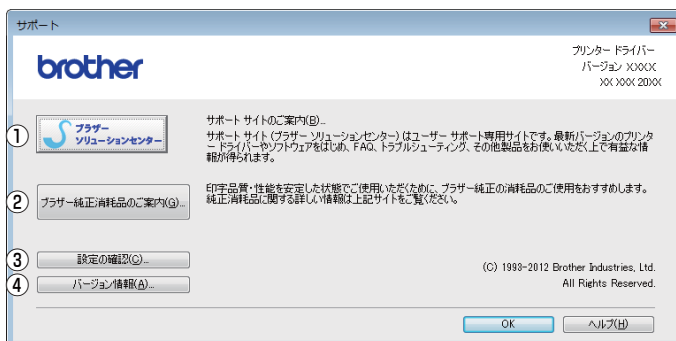 サポート
brother
プリンター ドライバー
バージョン X.XXXX
XX XXX 20XX
①
ブラザー
ソリューションセンター
サポート サイトのご案内(B)...
サポート サイト (ブラザー ソリューションセンター) はユーザー サポート専用サイトです。最新バージョンのプリンタ
ー ドライバーやソフトウェアをはじめ、FAQ、トラブルシューティング、その他製品をお使いいただく上で有益な情
報が得られます。
②
ブラザー純正消耗品のご案内(G)...
印字品質・性能を安定した状態でご使用いただくために、ブラザー純正の消耗品のご使用をおすすめします。
純正消耗品に関する詳しい情報は上記サイトをご覧ください。
③
設定の確認(C)...
④
バージョン情報(A)...
(C) 1993-2012 Brother Industries, Ltd.
All Rights Reserved.
OK
ヘルプ(H)